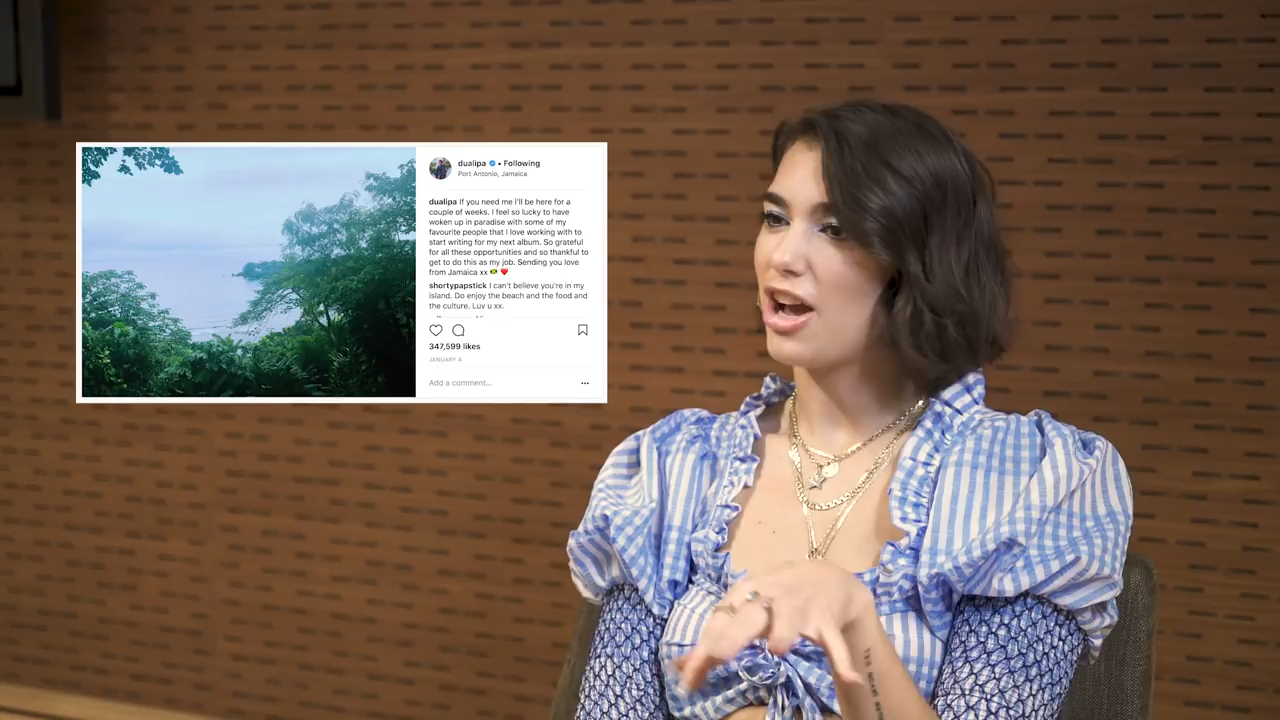 dualipa • Following
Port Antonio, Jamaica
dualipa If you need me i'll be here for a
couple of weeks. I feel so lucky to have
woken up in paradise with some of my
favourite people that I love working with to
start writing for my next album. So grateful
for all these opportunities and so thankful to
get to do this as my job. Sending you love
from Jamaica xx 🇯🇲 ❤️
shortypapstick I can't believe you're in my
island. Do enjoy the beach and the food and
the culture. Luv u xx.
347,599 likes
JANUARY 4
Add a comment...